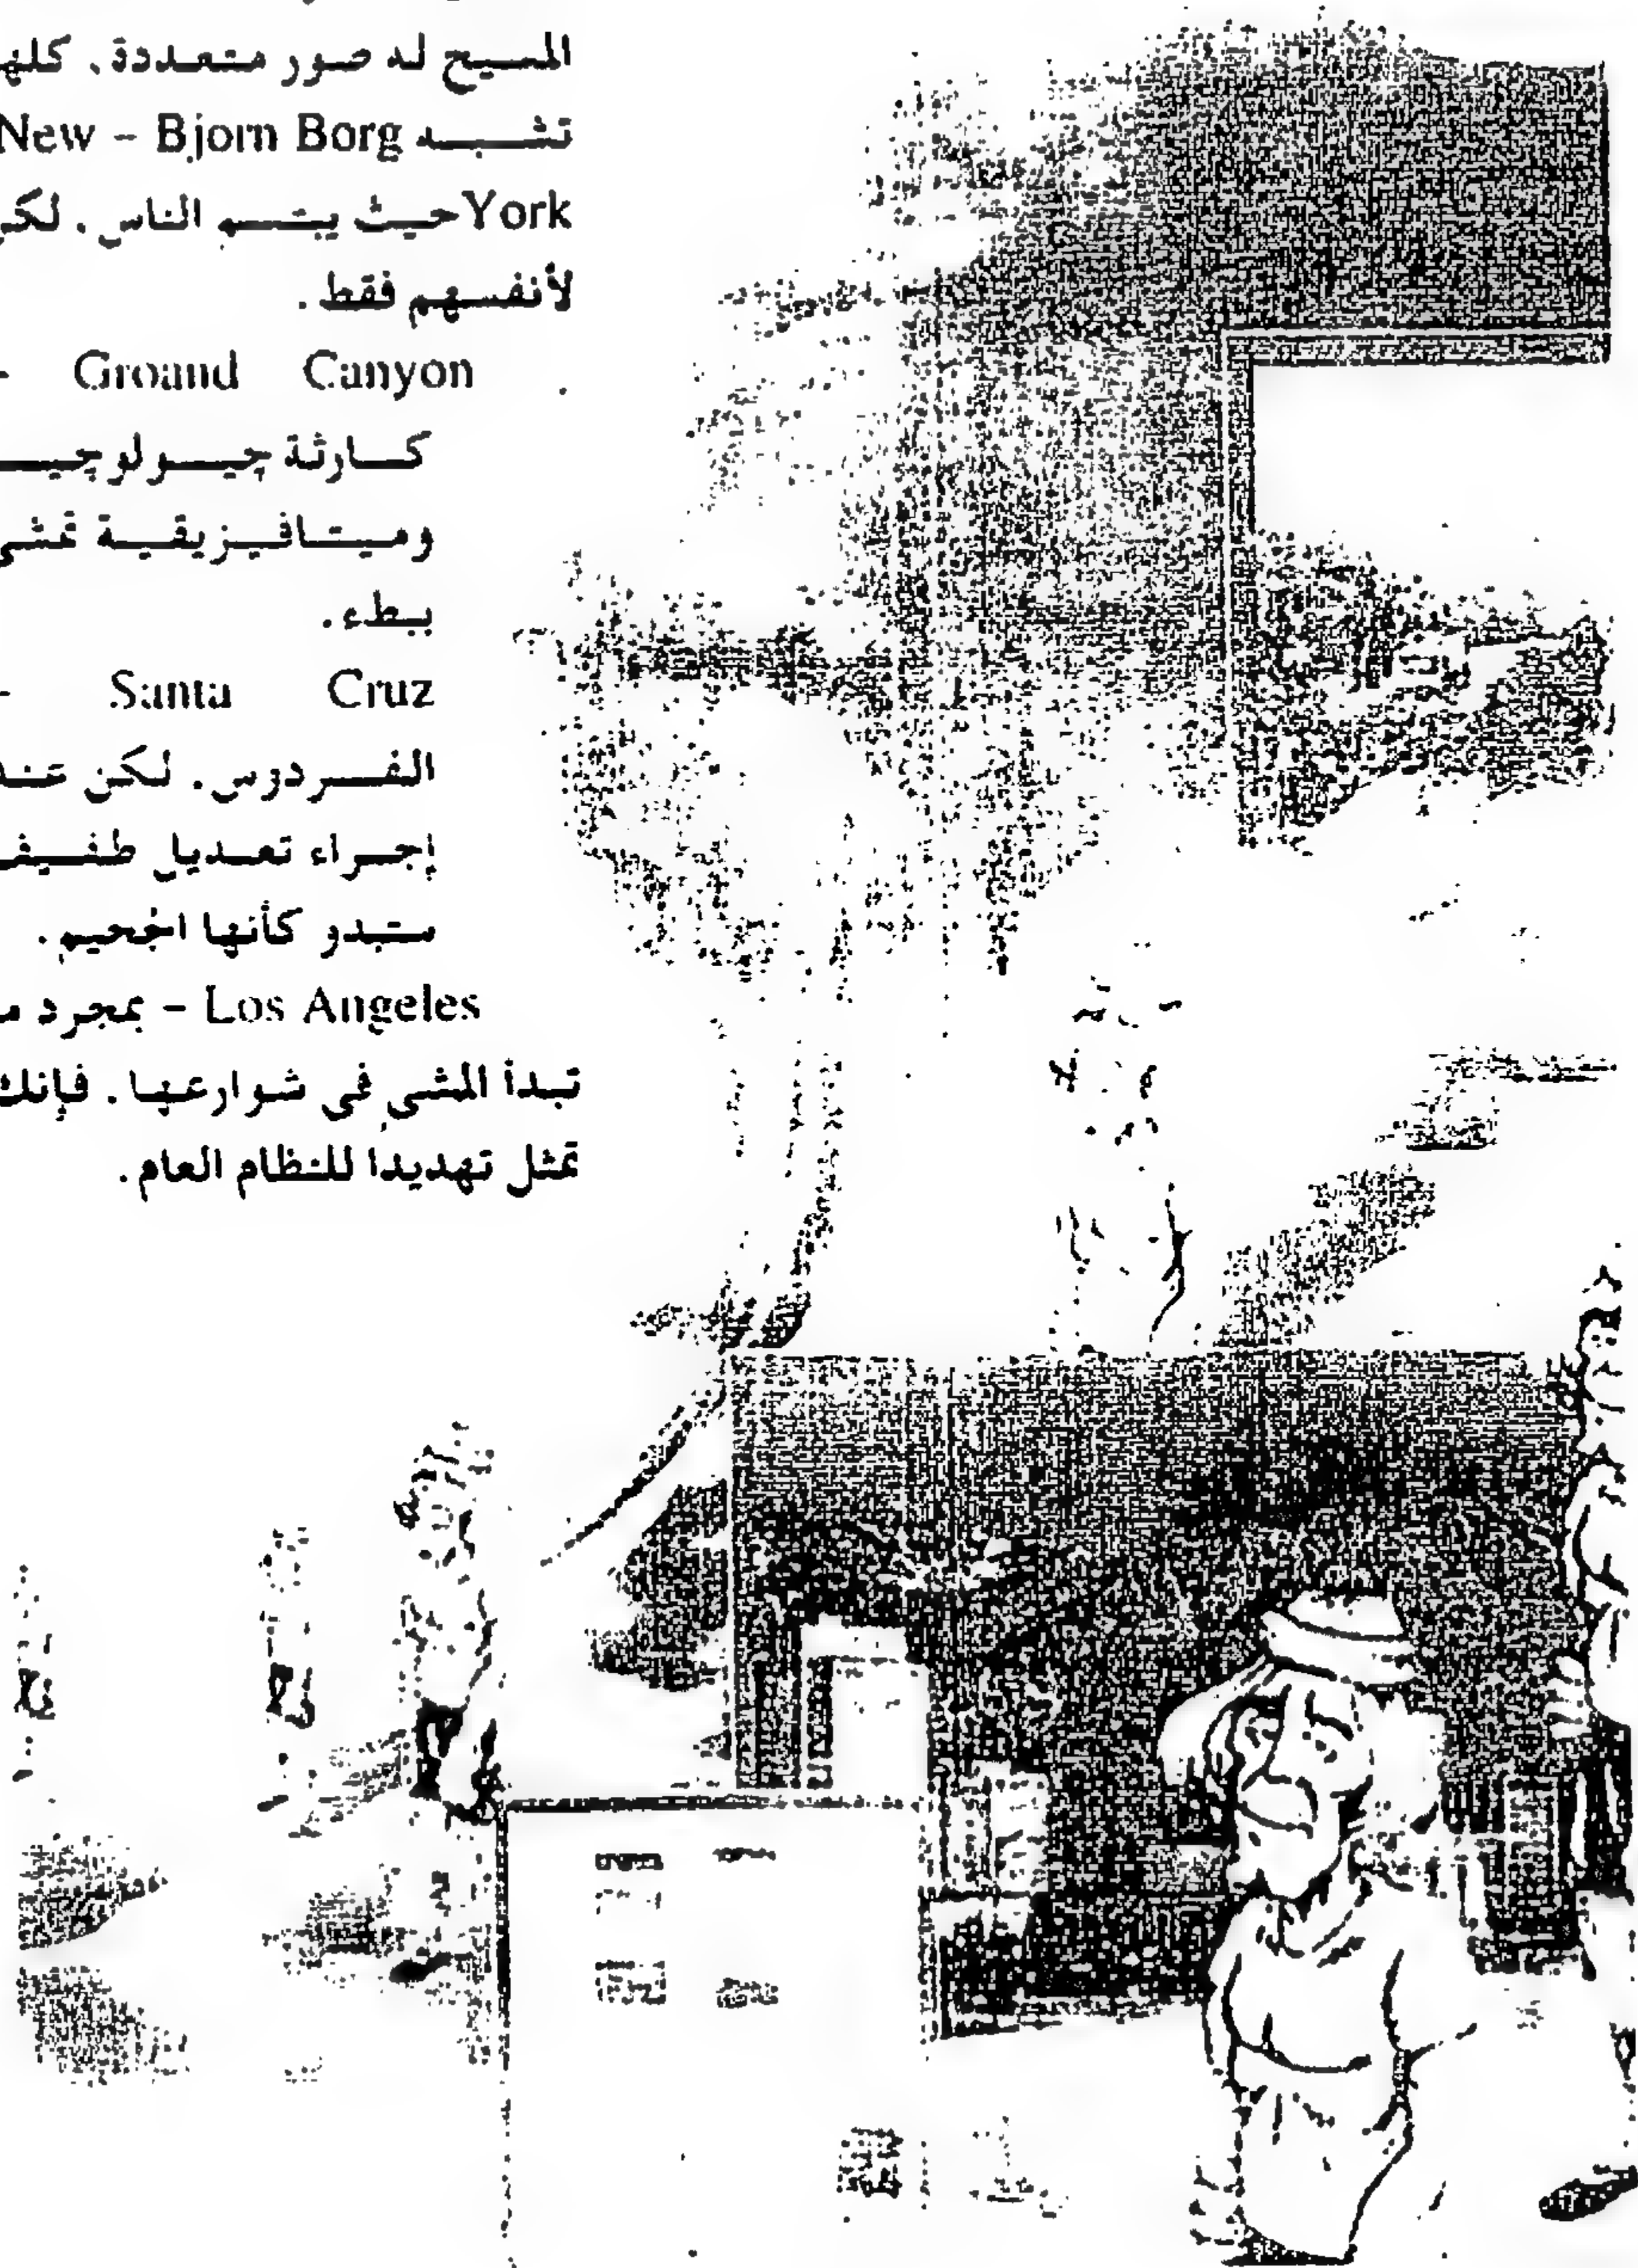 المسيح له صور متعددة. كلها
تشبه Bjorn Borg – New
York حيث يبتسم الناس. لكن
لأنفسهم فقط.
Groand Canyon -
كارثة چيولوچيـ
وميتافيزيقية تمشي
ببطء.
Santa Cruz -
الفردوس. لكن عند
إجراء تعديل طفيف
ستبدو كأنها الجحيم.
Los Angeles – بمجرد
تبدأ المشي في شوارعها. فإنك
تمثل تهديدا للنظام العام.